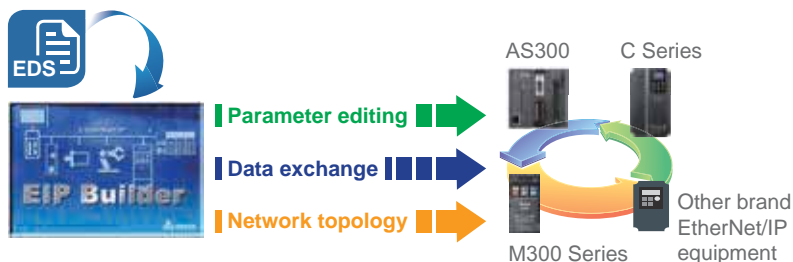 EDS
EIP Builder
Parameter editing
Data exchange
Network topology
AS300
C Series
M300 Series
Other brand
EtherNet/IP
equipment